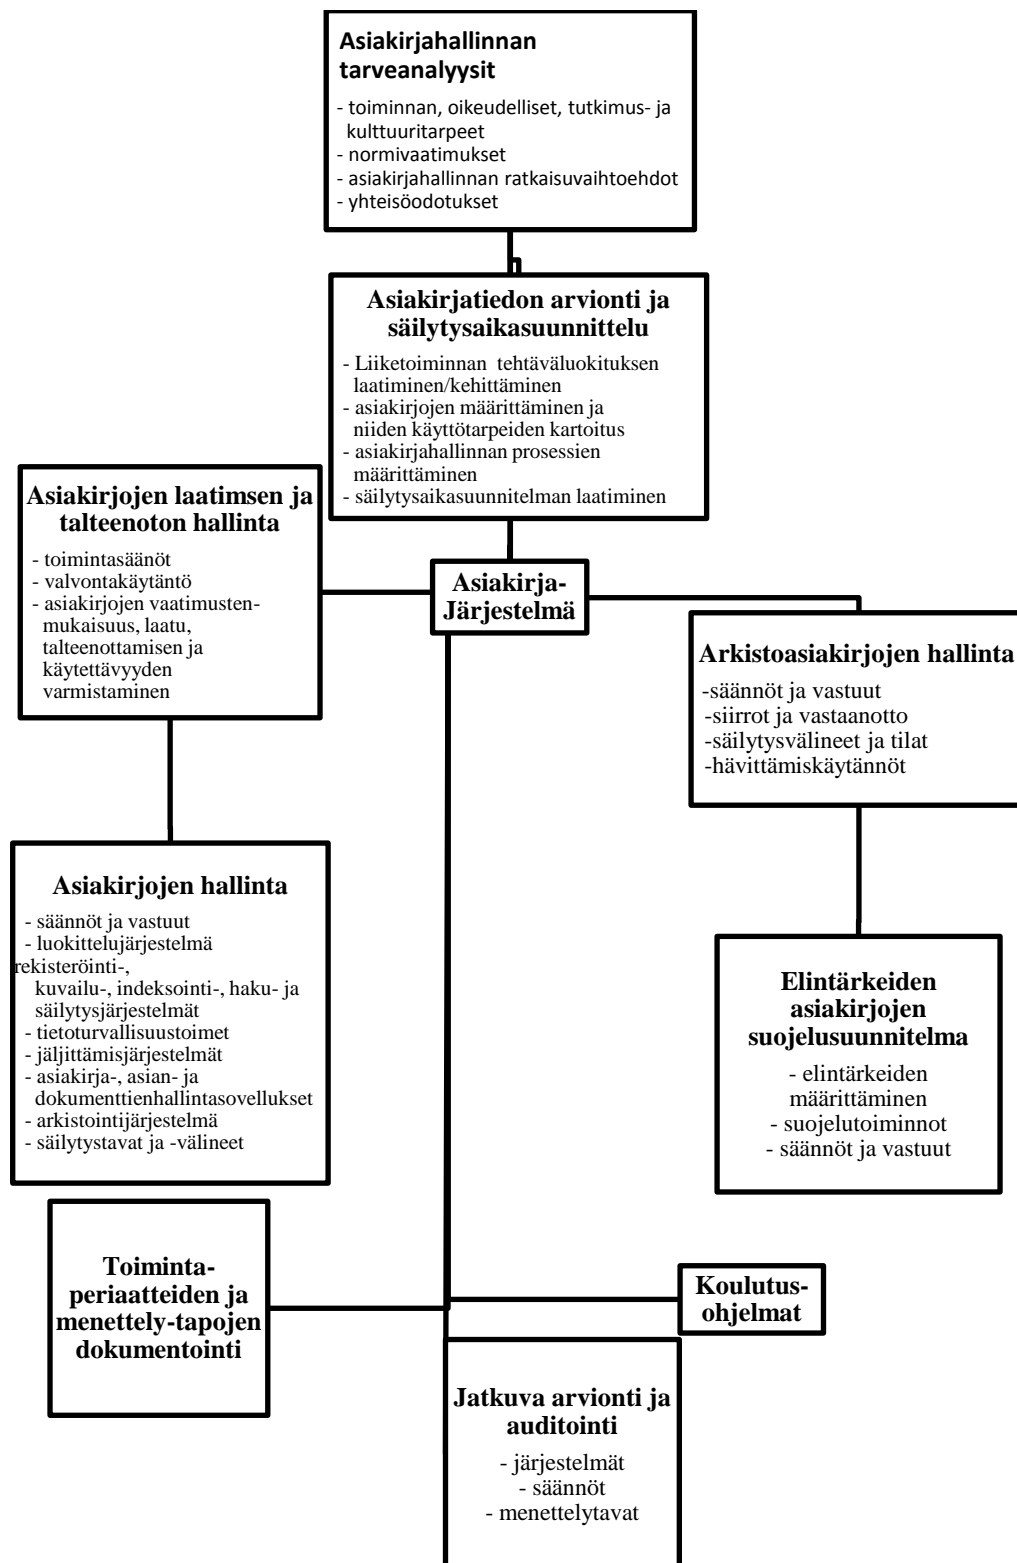 Asiakirjahallinnan
tarveanalyysit
- toiminnan, oikeudelliset, tutkimus- ja
kulttuuritarpeet
- normivaatimukset
- asiakirjahallinnan ratkaisuvaihtoehdot
- yhteisöodotukset
Asiakirjatiedon arvionti ja
säilytysaikasuunnittelu
- Liiketoiminnan tehtäväluokituksen
laatiminen/kehittäminen
- asiakirjojen määrittäminen ja
niiden käyttötarpeiden kartoitus
- asiakirjahallinnan prosessien
määrittäminen
- säilytysaikasuunnitelman laatiminen
Asiakirjojen laatimsen ja
talteenoton hallinta
- toimintasäänöt
- valvontakäytäntö
- asiakirjojen vaatimusten-
mukaisuus, laatu,
talteenottamisen ja
käytettävyyden
varmistaminen
Asiakirja-
Järjestelmä
Arkistoasiakirjojen hallinta
-säännöt ja vastuut
-siirrot ja vastaanotto
-säilytysvälineet ja tilat
-hävittämiskäytännöt
Asiakirjojen hallinta
- säännöt ja vastuut
- luokittelujärjestelmä
rekisteröinti-,
kuvailu-, indeksointi-, haku- ja
säilytysjärjestelmät
- tietoturvallisuustoimet
- jäljittämisjärjestelmät
- asiakirja-, asian- ja
dokumenttienhallintasovellukset
- arkistointijärjestelmä
- säilytystavat ja -välineet
Elintärkeiden
asiakirjojen
suojelusuunnitelma
- elintärkeiden
määrittäminen
- suojelutoiminnot
- säännöt ja vastuut
Toiminta-
periaatteiden ja
menettely-tapojen
dokumentointi
Koulutus-
ohjelmat
Jatkuva arvionti ja
auditointi
- järjestelmät
- säännöt
- menettelytavat